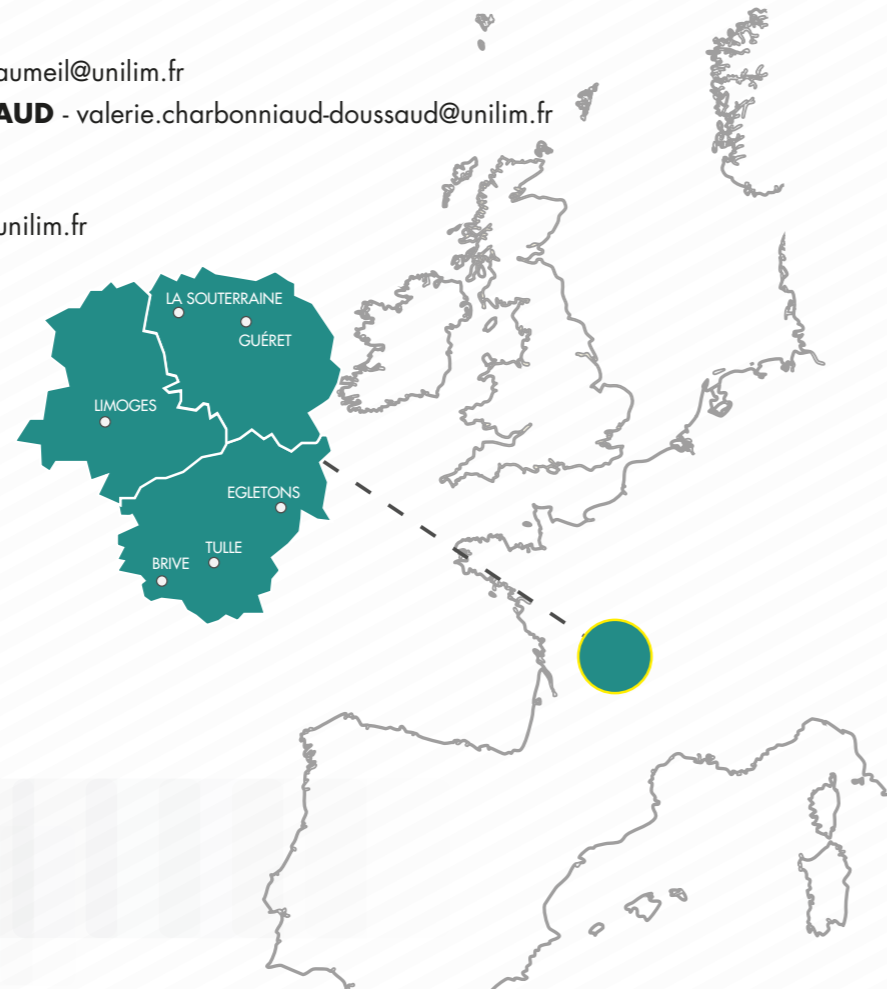 aumeil@unilim.fr
AUD - valerie.charbonniaud-doussaud@unilim.fr
unilim.fr
LA SOUTERRAINE
GUÉRET
LIMOGES
EGLETONS
TULLE
BRIVE